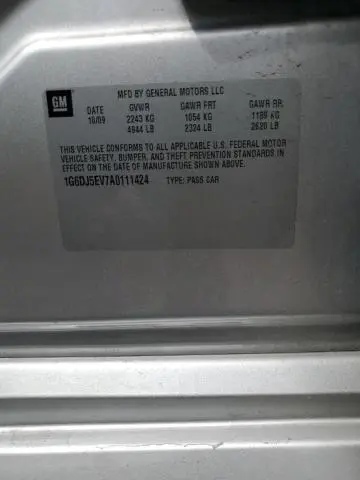 GM
MFD BY GENERAL MOTORS LLC
DATE GVWR GAWR FRT GAWR RR
10/09 2243 KG 1054 KG 1189 KG
4944 LB 2324 LB 2620 LB
THIS VEHICLE CONFORMS TO ALL APPLICABLE U.S. FEDERAL MOTOR
VEHICLE SAFETY, BUMPER, AND THEFT PREVENTION STANDARDS IN
EFFECT ON THE DATE OF MANUFACTURE SHOWN ABOVE.
1G6DJ5EV7A0111424 TYPE: PASS CAR